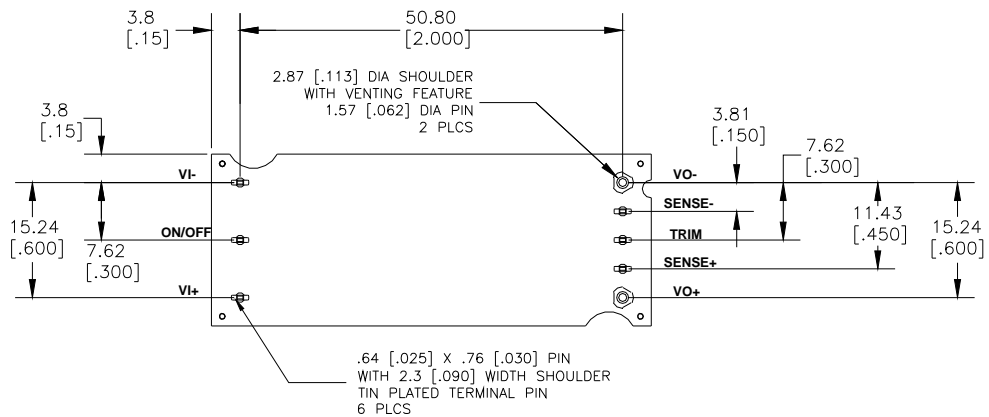 3.8
[.15]
50.80
[2.000]
2.87 [.113] DIA SHOULDER
WITH VENTING FEATURE
1.57 [.062] DIA PIN
2 PLCS
3.8
[.15]
3.81
[.150]
7.62
[.300]
VI-
VO-
SENSE-
15.24
[.600]
ON/OFF
7.62
[.300]
TRIM
11.43
[.450]
15.24
[.600]
SENSE+
VI+
VO+
.64 [.025] X .76 [.030] PIN
WITH 2.3 [.090] WIDTH SHOULDER
TIN PLATED TERMINAL PIN
6 PLCS